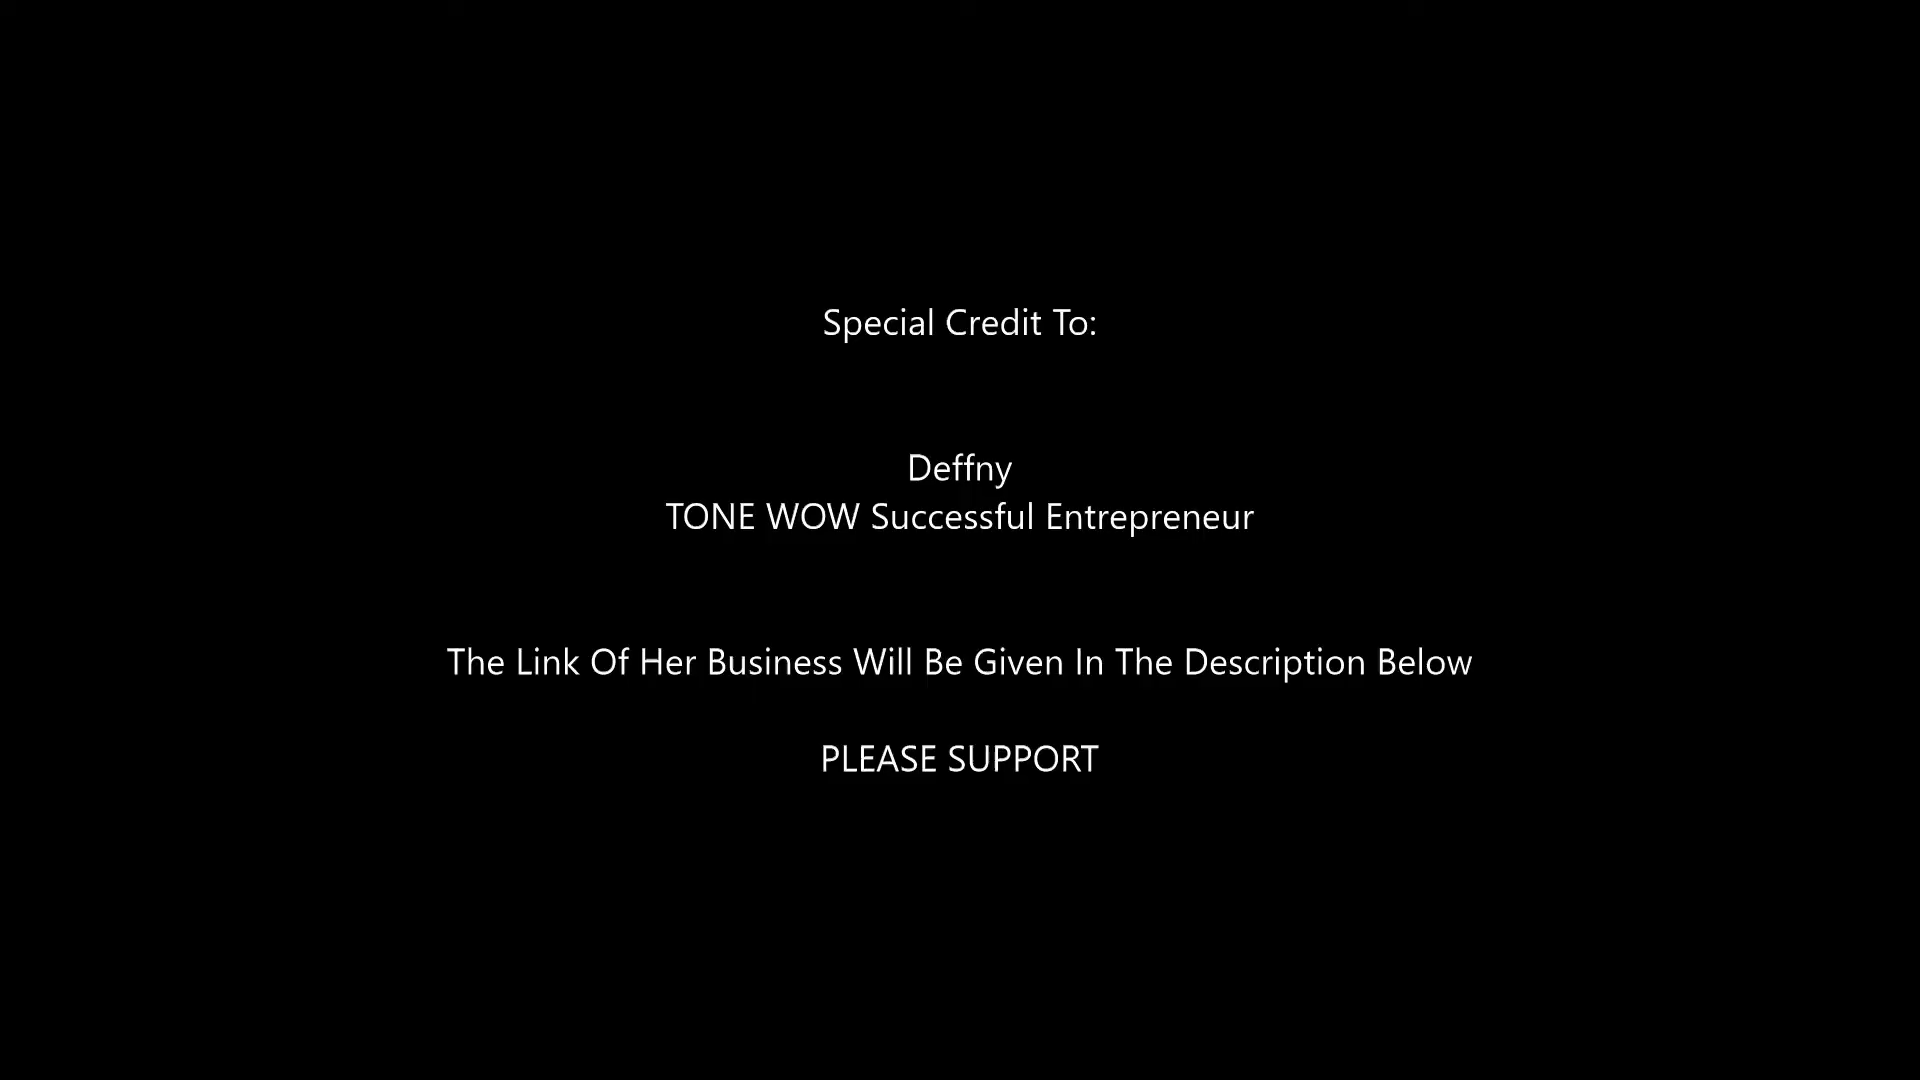 Special Credit To:
Deffny
TONE WOW Successful Entrepreneur
The Link Of Her Business Will Be Given In The Description Below
PLEASE SUPPORT